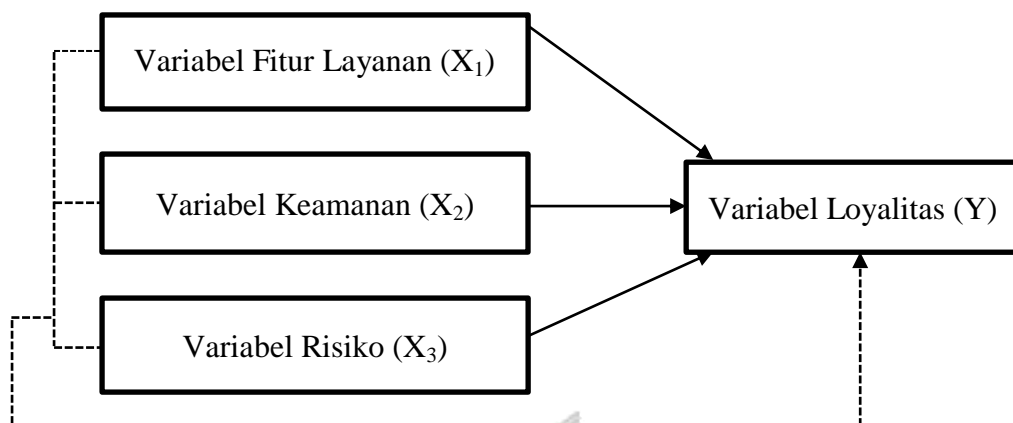 Variabel Fitur Layanan (X₁)
Variabel Keamanan (X₂)
Variabel Loyalitas (Y)
Variabel Risiko (X₃)